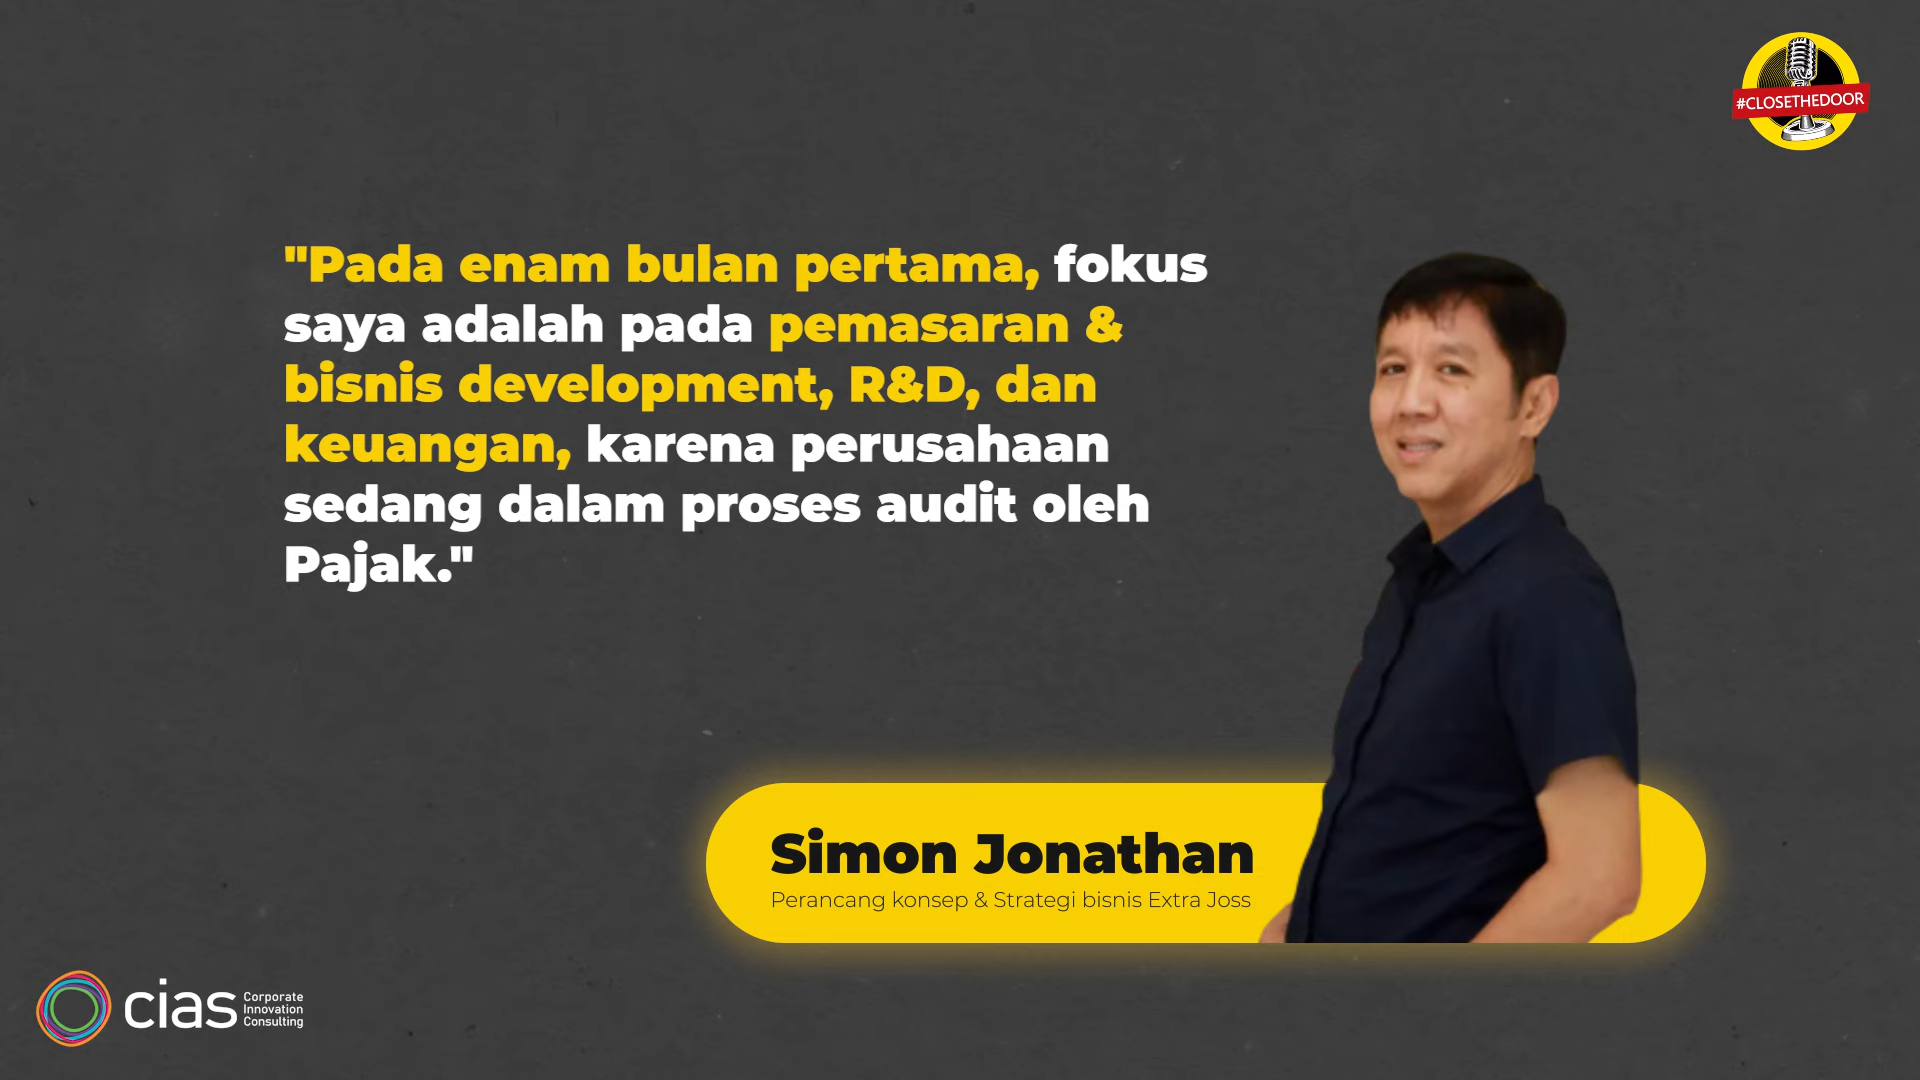 #CLOSETHEDOOR
"Pada enam bulan pertama, fokus
saya adalah pada pemasaran &
bisnis development, R&D, dan
keuangan, karena perusahaan
sedang dalam proses audit oleh
Pajak."
Simon Jonathan
Perancang konsep & Strategi bisnis Extra Joss
cias
Corporate
Innovation
Consulting